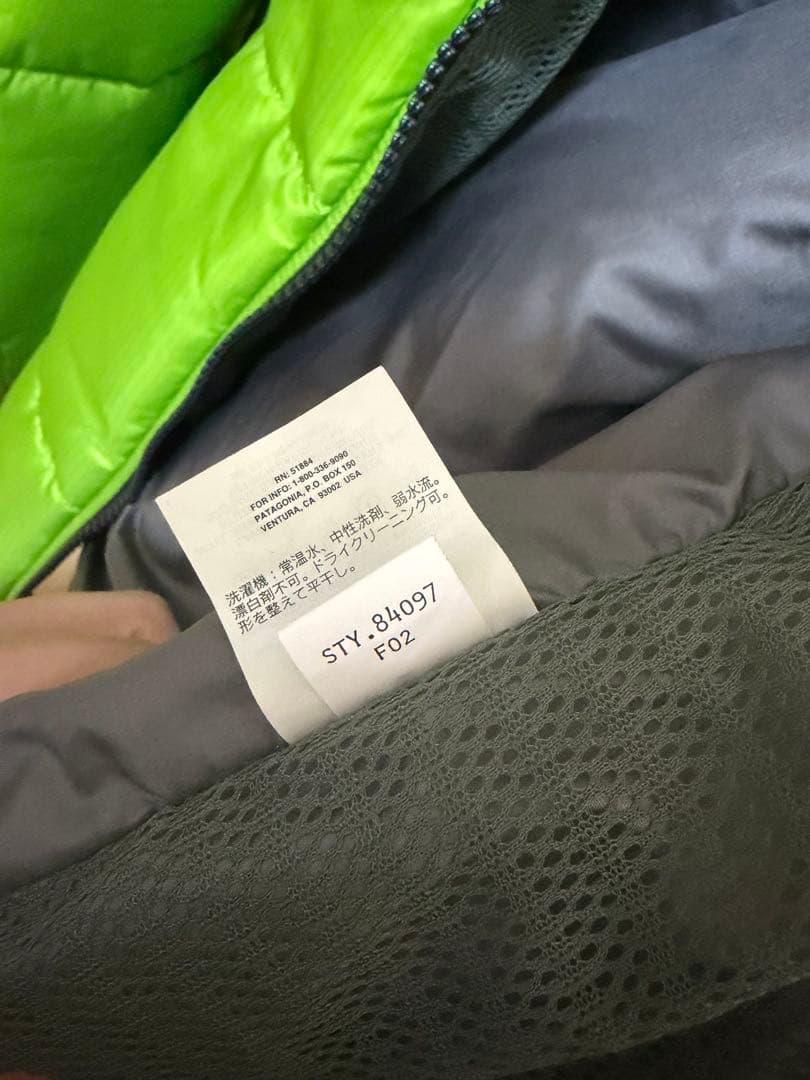 RN: 51884
FOR INFO: 1-800-336-9090
PATAGONIA, P.O. BOX 150
VENTURA, CA 93002 USA
洗濯機：常温水、中性洗剤、弱水流。
漂白剤不可。ドライクリーニング可。
形を整えて平干し。
STY.84097
F02